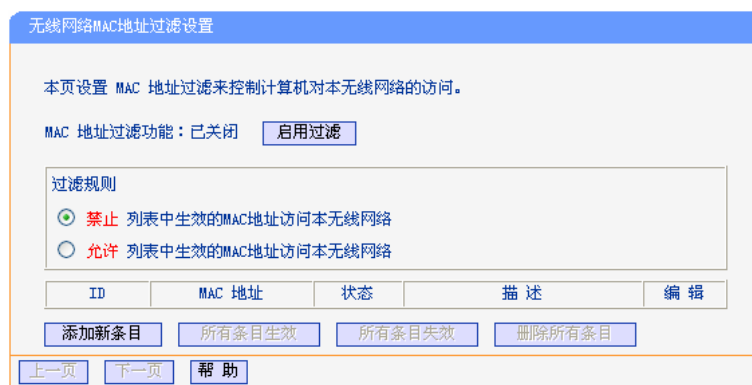 无线网络MAC地址过滤设置
本页设置 MAC 地址过滤来控制计算机对本无线网络的访问。
MAC 地址过滤功能：已关闭 启用过滤
过滤规则
禁止 列表中生效的MAC地址访问本无线网络
允许 列表中生效的MAC地址访问本无线网络
ID MAC 地址 状态 描 述 编 辑
添加新条目 所有条目生效 所有条目失效 删除所有条目
上一页 下一页 帮 助